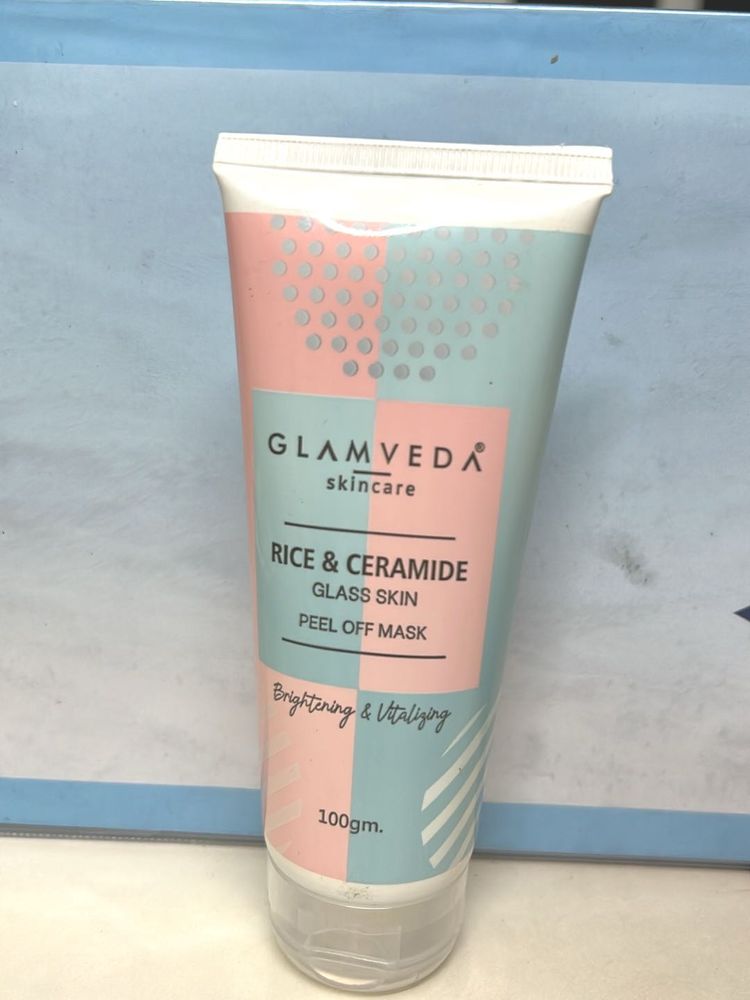 GLAMVEDA®
skincare
RICE & CERAMIDE
GLASS SKIN
PEEL OFF MASK
Brightening & Vitalizing
100gm.